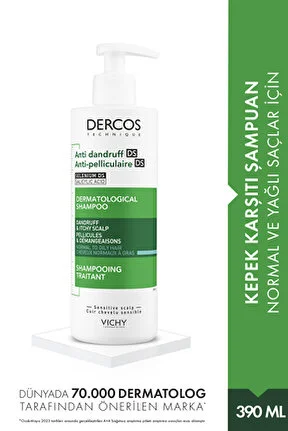 DERCOS
TECHNIQUE
Anti dandruff DS
Anti-pelliculaire DS
SELENIUM DS
SALICYLIC ACID
DERMATOLOGICAL
SHAMPOO
DANDRUFF
& ITCHY SCALP
PELLICULES
& DÉMANGEAISONS
NORMAL TO OILY HAIR
CHEVEUX NORMAUX À GRAS
SHAMPOOING
TRAITANT
Sensitive scalp
Cuir chevelu sensible
VICHY
KEPEK KARŞITI ŞAMPUAN
NORMAL VE YAĞLI SAÇLAR İÇİN
DÜNYADA 70.000 DERMATOLOG
TARAFINDAN ÖNERİLEN MARKA*
390 ML